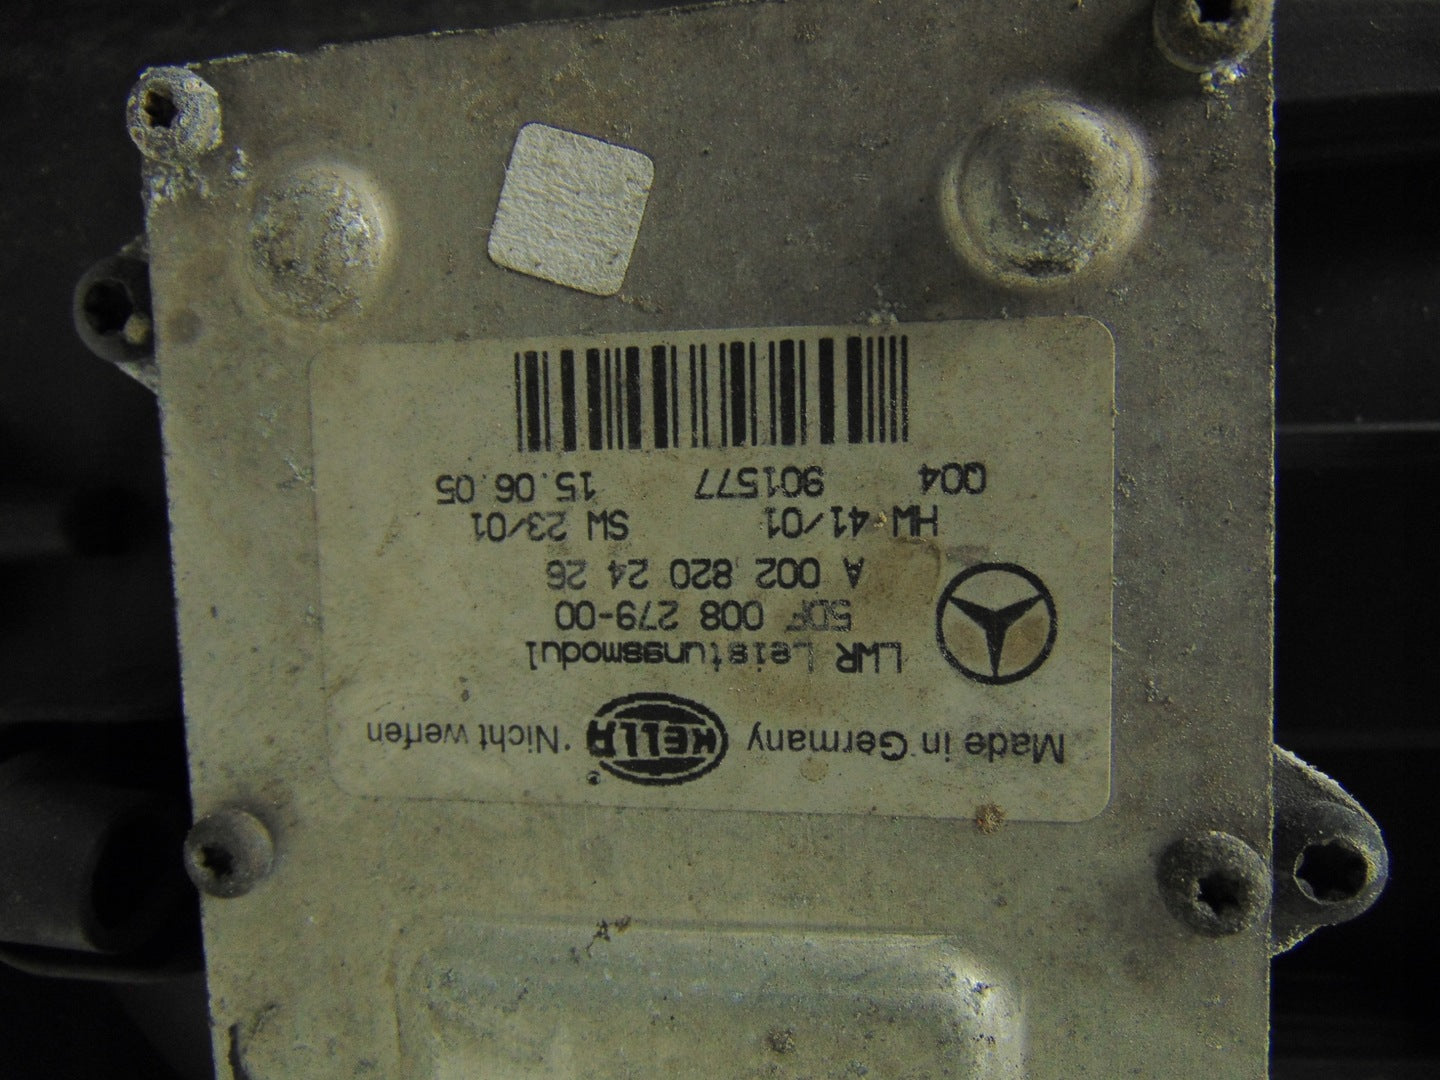 Made in Germany HELLA Nicht werfen
LWR Leistungsmodul
5DF 008 279-00
A 002 820 24 26
HW 41/01 SW 23/01
Q04 901577 15.06.05